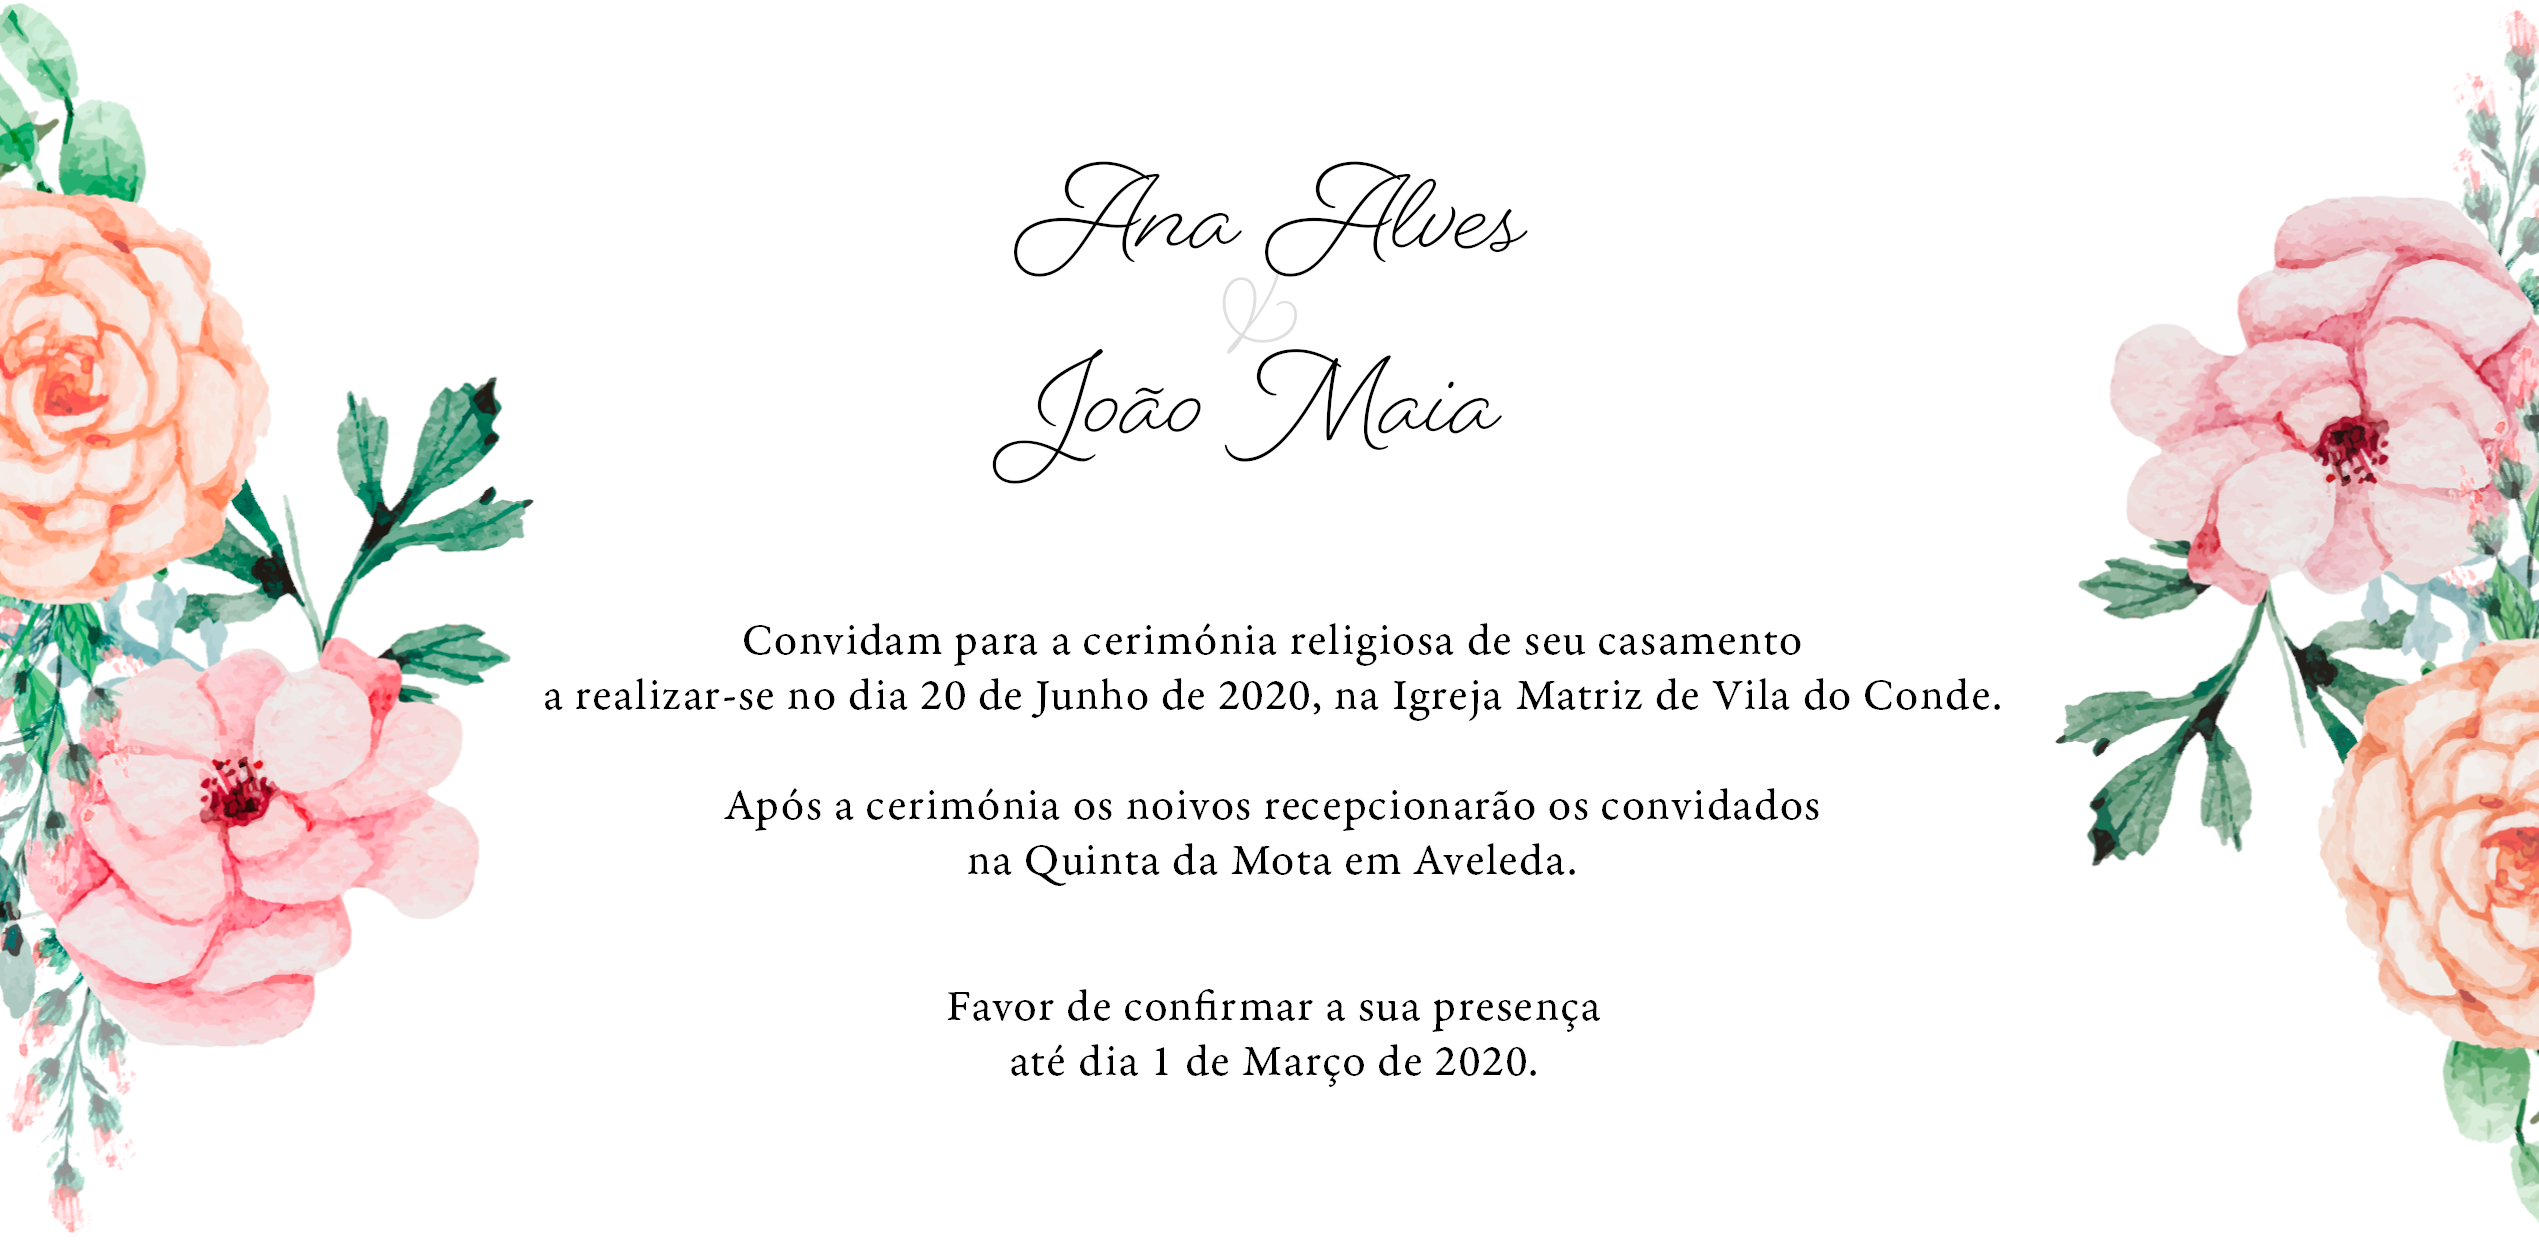 Ana Alves
&
João Maia
Convidam para a cerimónia religiosa de seu casamento
a realizar-se no dia 20 de Junho de 2020, na Igreja Matriz de Vila do Conde.
Após a cerimónia os noivos recepcionarão os convidados
na Quinta da Mota em Aveleda.
Favor de confirmar a sua presença
até dia 1 de Março de 2020.